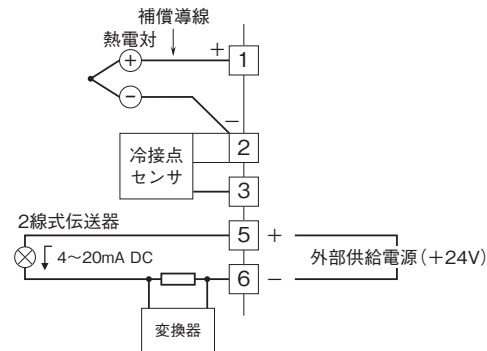 補償導線
熱電対
+
1
+
−
−
2
冷接点
センサ
3
2線式伝送器
5
+
4〜20mA DC
外部供給電源(+24V)
6
−
変換器